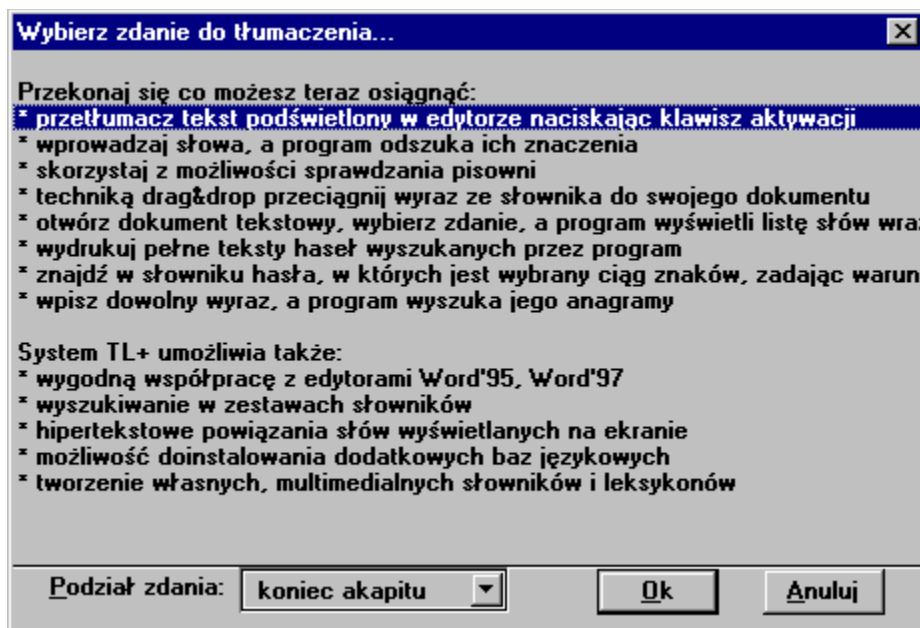 Wybierz zdanie do tłumaczenia...
Przekonaj się co możesz teraz osiągnąć:
* przetłumacz tekst podświetlony w edytorze naciskając klawisz aktywacji
* wprowadzaj słowa, a program odszuka ich znaczenia
* skorzystaj z możliwości sprawdzania pisowni
* techniką drag&drop przeciągnij wyraz ze słownika do swojego dokumentu
* otwórz dokument tekstowy, wybierz zdanie, a program wyświetli listę słów wraz
* wydrukuj pełne teksty haseł wyszukanych przez program
* znajdź w słowniku hasła, w których jest wybrany ciąg znaków, zadając warun
* wpisz dowolny wyraz, a program wyszuka jego anagramy
System TL+ umożliwia także:
* wygodną współpracę z edytorami Word'95, Word'97
* wyszukiwanie w zestawach słowników
* hipertekstowe powiązania słów wyświetlanych na ekranie
* możliwość doinstalowania dodatkowych baz językowych
* tworzenie własnych, multimedialnych słowników i leksykonów
Podział zdania: koniec akapitu Ok Anuluj